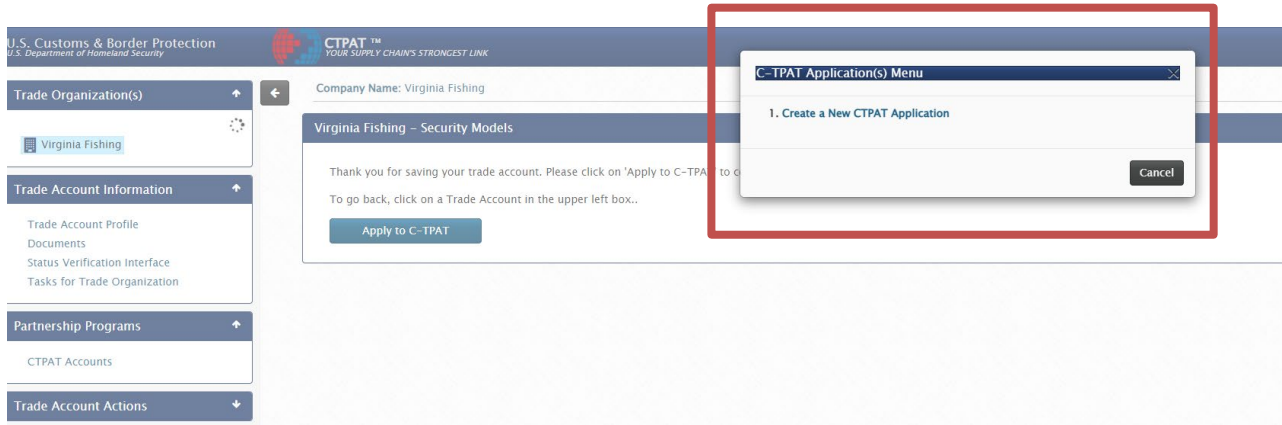 U.S. Customs & Border Protection
U.S. Department of Homeland Security
CTPAT ™
YOUR SUPPLY CHAIN'S STRONGEST LINK
Trade Organization(s)
Virginia Fishing
Trade Account Information
Trade Account Profile
Documents
Status Verification Interface
Tasks for Trade Organization
Partnership Programs
CTPAT Accounts
Trade Account Actions
Company Name: Virginia Fishing
Virginia Fishing – Security Models
Thank you for saving your trade account. Please click on 'Apply to C-TPA to
To go back, click on a Trade Account in the upper left box..
Apply to C-TPAT
C-TPAT Application(s) Menu
1. Create a New CTPAT Application
Cancel